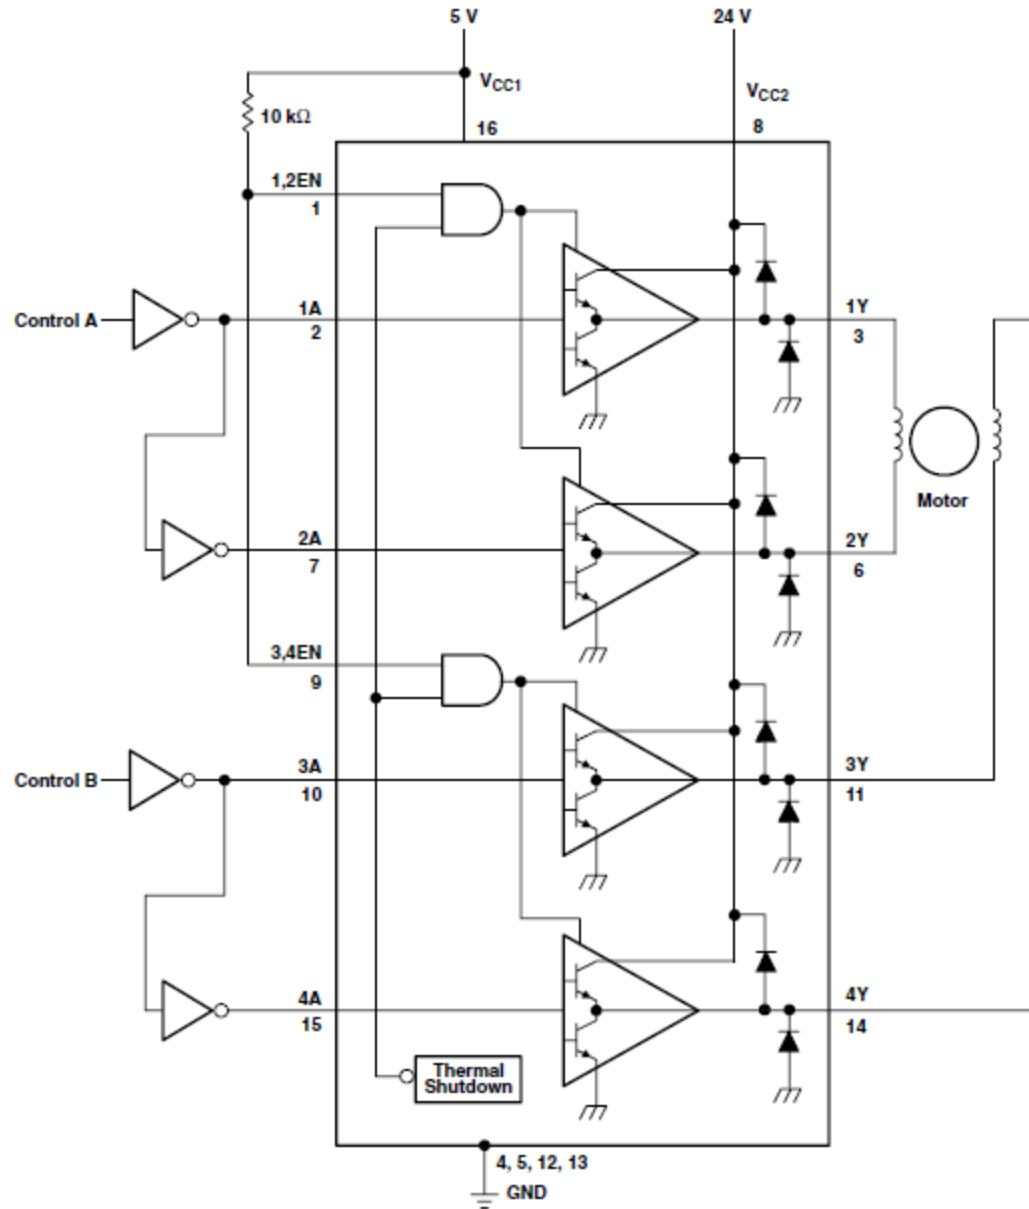 5 V
24 V
VCC1
VCC2
10 kΩ
16
8
1,2EN
1
Control A
1A
2
1Y
3
Motor
2A
7
2Y
6
3,4EN
9
Control B
3A
10
3Y
11
4A
15
4Y
14
Thermal
Shutdown
4, 5, 12, 13
GND